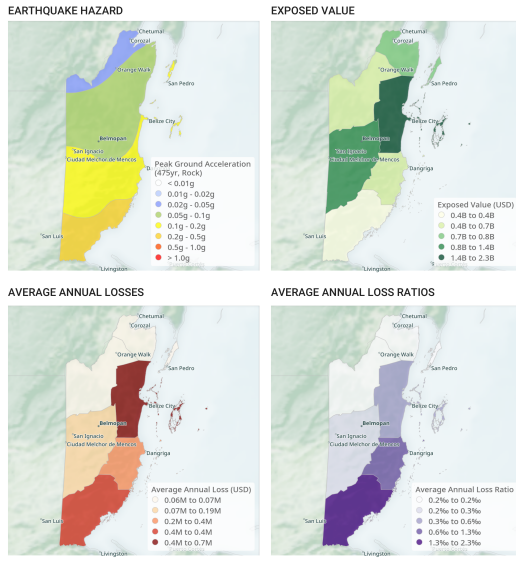 EARTHQUAKE HAZARD
Chetumal
Corozal
Orange Walk
San Pedro
Belize City
Belmopan
San Ignacio
Ciudad Melchor de Mencos
D
San Luis
Livingston
Peak Ground Acceleration
(475yr, Rock)
< 0.01g
0.01g - 0.02g
0.02g - 0.05g
0.05g - 0.1g
0.1g - 0.2g
0.2g - 0.5g
0.5g - 1.0g
> 1.0g
EXPOSED VALUE
Chetumal
Corozal
Orange Walk
San Pedro
Belize City
Belmopan
San Ignacio
Ciudad Melchor de Mencos
San Luis
Livingston
Exposed Value (USD)
0.4B to 0.4B
0.4B to 0.7B
0.7B to 0.8B
0.8B to 1.4B
1.4B to 2.3B
AVERAGE ANNUAL LOSSES
Chetumal
Corozal
Orange Walk
San Pedro
Belize City
Belmopan
San Ignacio
Ciudad Melchor de Mencos
Dangriga
San Luis
Livingston
Average Annual Loss (USD)
0.06M to 0.07M
0.07M to 0.19M
0.2M to 0.4M
0.4M to 0.4M
0.4M to 0.7M
AVERAGE ANNUAL LOSS RATIOS
Chetumal
Corozal
Orange Walk
San Pedro
Belize City
Belmopan
San Ignacio
Ciudad Melchor de Mencos
Dangriga
San Luis
Livingston
Average Annual Loss Ratio
0.2‰ to 0.2‰
0.2‰ to 0.3‰
0.3‰ to 0.6‰
0.6‰ to 1.3‰
1.3‰ to 2.3‰